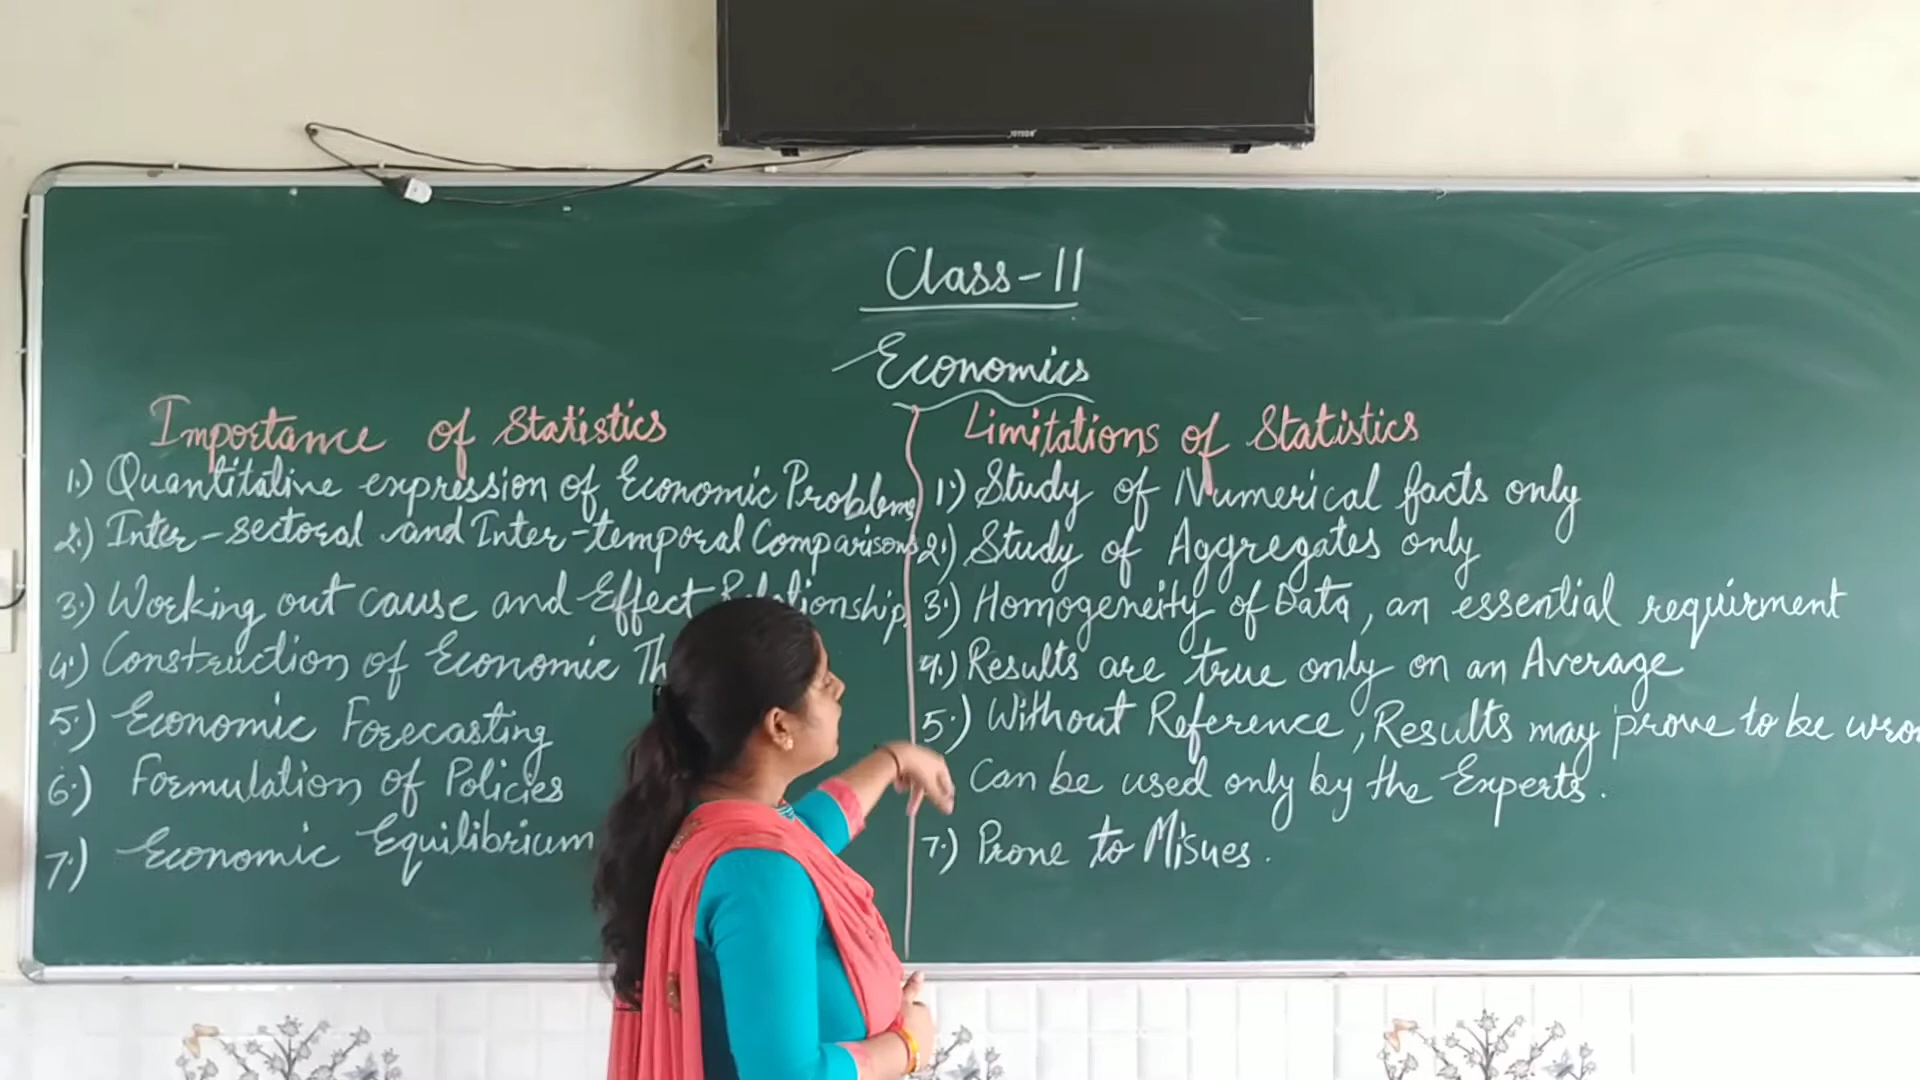 Class-11
Economics
Importance of Statistics
1.) Quantitative expression of Economic Problems
2.) Inter-sectoral and Inter-temporal Comparisons
3.) Working out cause and Effect Relationship
4.) Construction of Economic Th
5.) Economic Forecasting
6.) Formulation of Policies
7.) Economic Equilibrium
Limitations of Statistics
1.) Study of Numerical facts only
2.) Study of Aggregates only
3.) Homogeneity of Data, an essential requirment
4.) Results are true only on an Average
5.) Without Reference, Results may prove to be wron
Can be used only by the Experts.
7.) Prone to Misues.